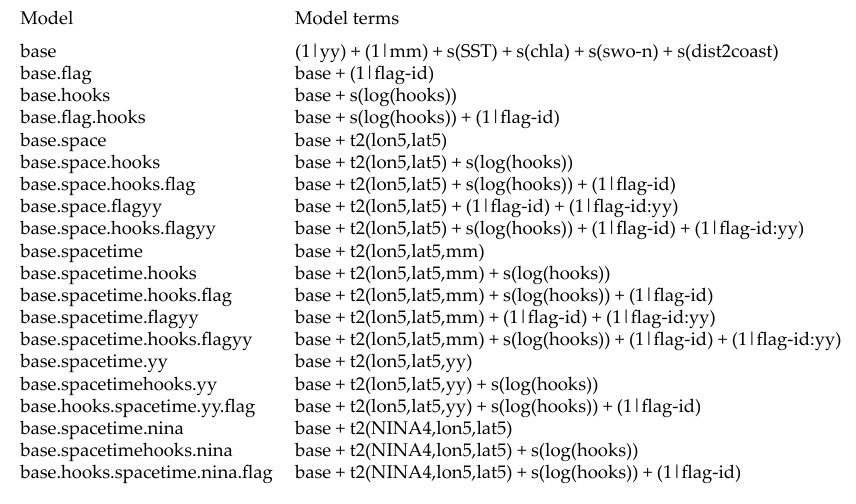 Model Model terms
base (1|yy) + (1|mm) + s(SST) + s(chla) + s(swo-n) + s(dist2coast)
base.flag base + (1|flag-id)
base.hooks base + s(log(hooks))
base.flag.hooks base + s(log(hooks)) + (1|flag-id)
base.space base + t2(lon5,lat5)
base.space.hooks base + t2(lon5,lat5) + s(log(hooks))
base.space.hooks.flag base + t2(lon5,lat5) + s(log(hooks)) + (1|flag-id)
base.space.flagyy base + t2(lon5,lat5) + (1|flag-id) + (1|flag-id:yy)
base.space.hooks.flagyy base + t2(lon5,lat5) + s(log(hooks)) + (1|flag-id) + (1|flag-id:yy)
base.spacetime base + t2(lon5,lat5,mm)
base.spacetime.hooks base + t2(lon5,lat5,mm) + s(log(hooks))
base.spacetime.hooks.flag base + t2(lon5,lat5,mm) + s(log(hooks)) + (1|flag-id)
base.spacetime.flagyy base + t2(lon5,lat5,mm) + (1|flag-id) + (1|flag-id:yy)
base.spacetime.hooks.flagyy base + t2(lon5,lat5,mm) + s(log(hooks)) + (1|flag-id) + (1|flag-id:yy)
base.spacetime.yy base + t2(lon5,lat5,yy)
base.spacetimehooks.yy base + t2(lon5,lat5,yy) + s(log(hooks))
base.hooks.spacetime.yy.flag base + t2(lon5,lat5,yy) + s(log(hooks)) + (1|flag-id)
base.spacetime.nina base + t2(NINA4,lon5,lat5)
base.spacetimehooks.nina base + t2(NINA4,lon5,lat5) + s(log(hooks))
base.hooks.spacetime.nina.flag base + t2(NINA4,lon5,lat5) + s(log(hooks)) + (1|flag-id)